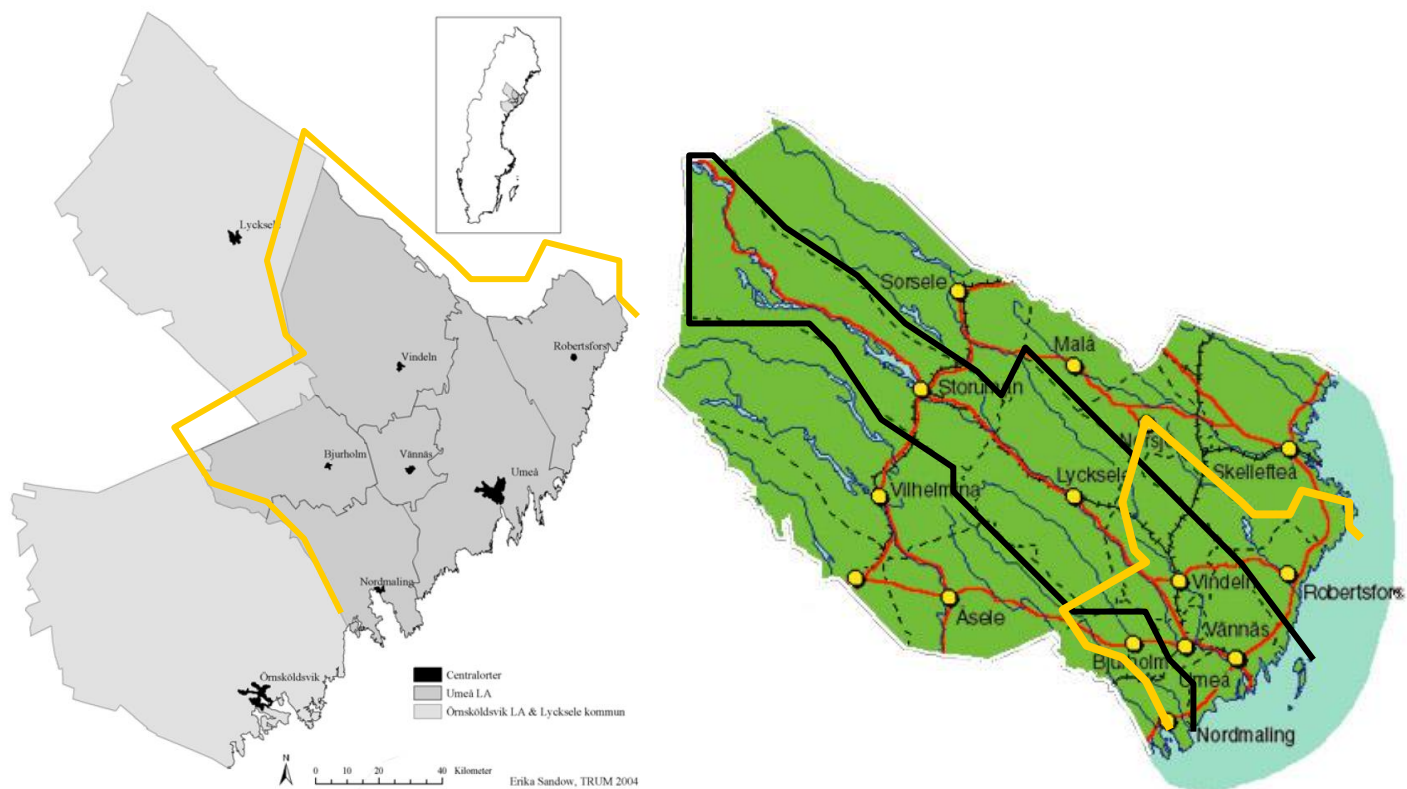 Lycksele
Vindeln
Robertsfors
Bjurholm
Vännäs
Umeå
Nordmaling
Örnsköldsvik
Centralorter
Umeå LA
Örnsköldsvik LA & Lycksele kommun
N
0 10 20 40 Kilometer
Erika Sandow, TRUM 2004
Sorsele
Malå
Storuman
Norsjö
Skellefteå
Lycksele
Vilhelmina
Vindeln
Robertsfors
Åsele
Vännäs
Bjurholm
Umeå
Nordmaling